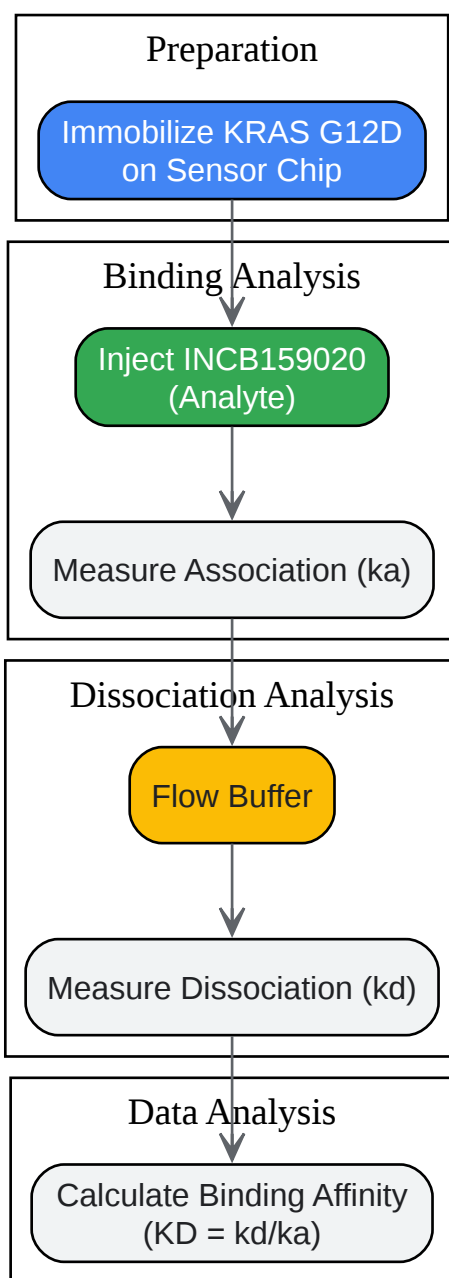 Preparation
Immobilize KRAS G12D
on Sensor Chip
Binding Analysis
Inject INCB159020
(Analyte)
Measure Association (ka)
Dissociation Analysis
Flow Buffer
Measure Dissociation (kd)
Data Analysis
Calculate Binding Affinity
(KD = kd/ka)